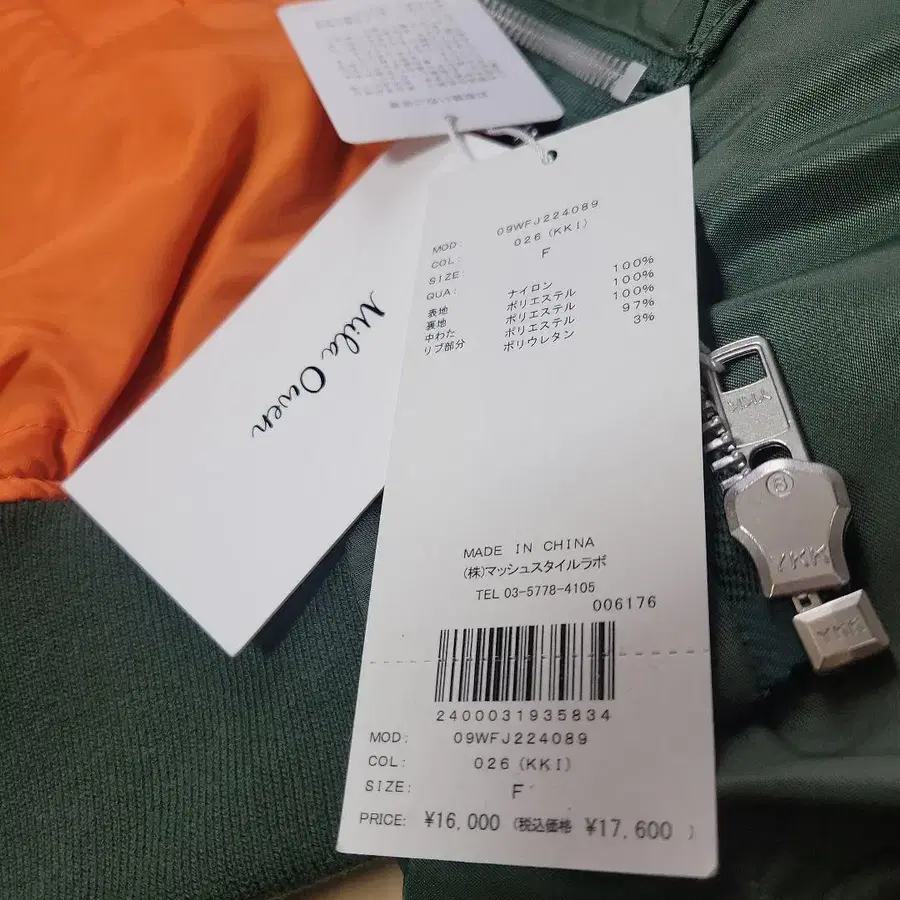 Mila Owen
MOD: 09WFJ224089
COL: 026 (KKI)
SIZE: F
QUA:
表地 ナイロン 100%
裏地 ポリエステル 100%
中わた ポリエステル 100%
リブ部分 ポリエステル 97%
ポリウレタン 3%
MADE IN CHINA
(株)マッシュスタイルラボ
TEL 03-5778-4105
006176
2400031935834
MOD: 09WFJ224089
COL: 026 (KKI)
SIZE: F
PRICE: ¥16,000 (税込価格 ¥17,600 )
YKK
8
YKK
YKK